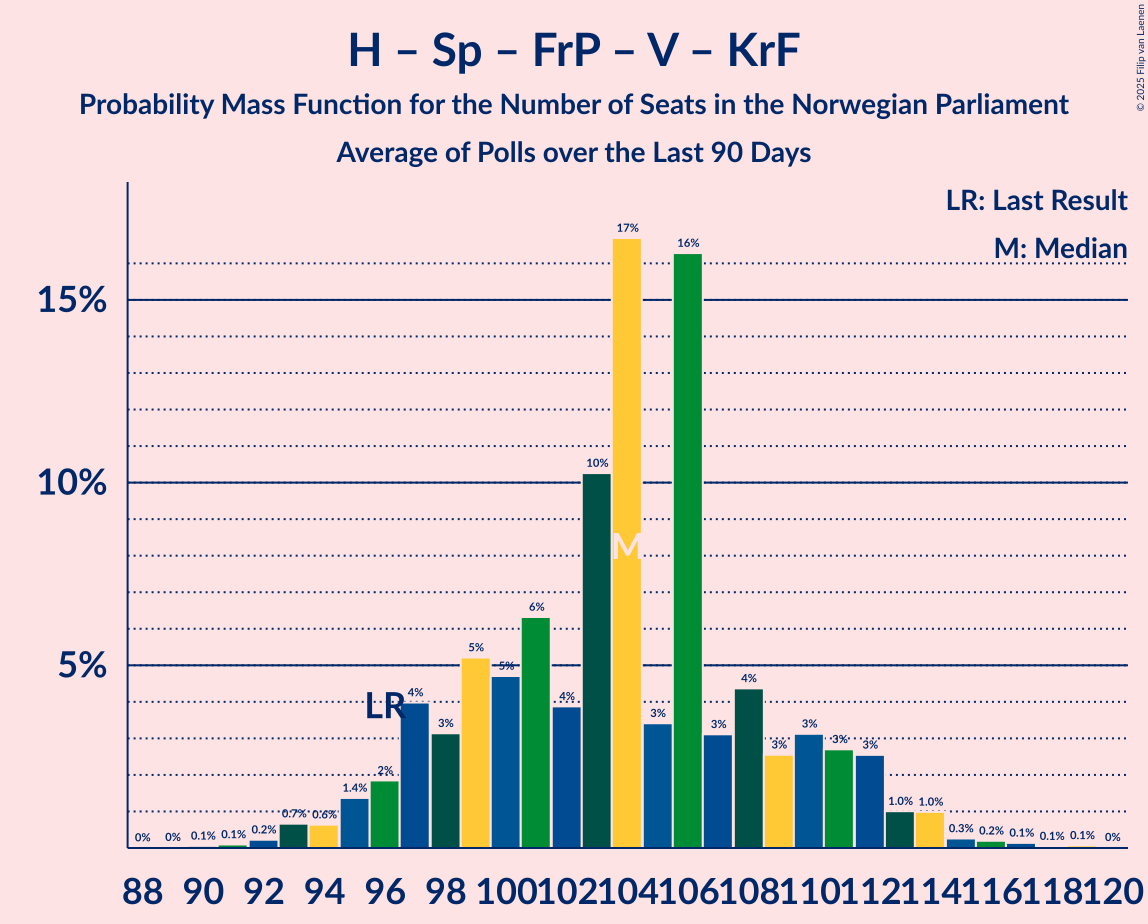 H – Sp – FrP – V – KrF
Probability Mass Function for the Number of Seats in the Norwegian Parliament
Average of Polls over the Last 90 Days
© 2025 Filip van Laenen
LR: Last Result
M: Median
15%
10%
5%
0% 0% 0.1% 0.1% 0.2% 0.7% 0.6% 1.4% 2% 4% 3% 5% 5% 6% 4% 10% 17% 3% 16% 3% 4% 3% 3% 3% 3% 1.0% 1.0% 0.3% 0.2% 0.1% 0.1% 0.1% 0%
LR
M
88 90 92 94 96 98 100 102 104 106 108 110 112 114 116 118 120